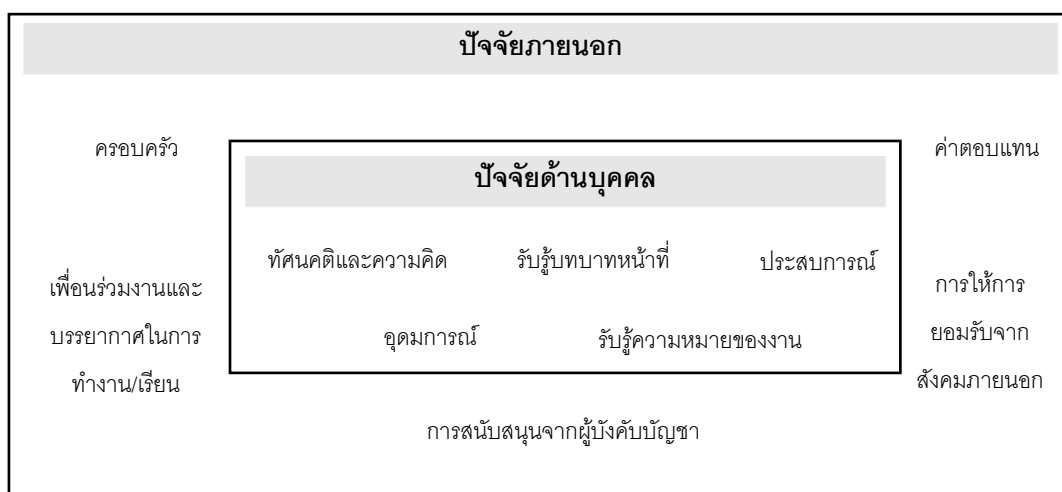 ปัจจัยภายนอก
ครอบครัว
ค่าตอบแทน
ปัจจัยด้านบุคคล
ทัศนคติและความคิด
รับรู้บทบาทหน้าที่
ประสบการณ์
อุดมการณ์
รับรู้ความหมายของงาน
เพื่อนร่วมงานและ
บรรยากาศในการ
ทำงาน/เรียน
การให้การ
ยอมรับจาก
สังคมภายนอก
การสนับสนุนจากผู้บังคับบัญชา